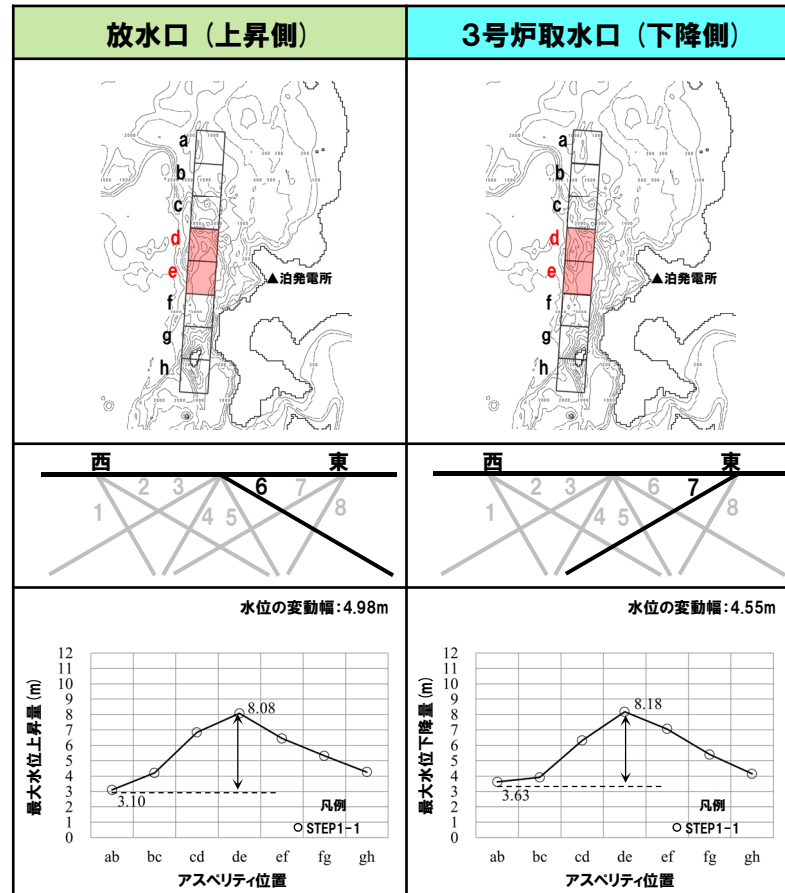 放水口（上昇側）
3号炉取水口（下降側）
a
b
c
d
e
f
g
h
▲泊発電所
a
b
c
d
e
f
g
h
▲泊発電所
西 東
1 2 3 4 5 6 7 8
西 東
1 2 3 4 5 6 7 8
水位の変動幅：4.98m
最大水位上昇量（m）
12
11
10
9
8
7
6
5
4
3
2
1
0
8.08
3.10
凡例
○ STEP1-1
ab bc cd de ef fg gh
アスペリティ位置
水位の変動幅：4.55m
最大水位下降量（m）
12
11
10
9
8
7
6
5
4
3
2
1
0
8.18
3.63
凡例
○ STEP1-1
ab bc cd de ef fg gh
アスペリティ位置